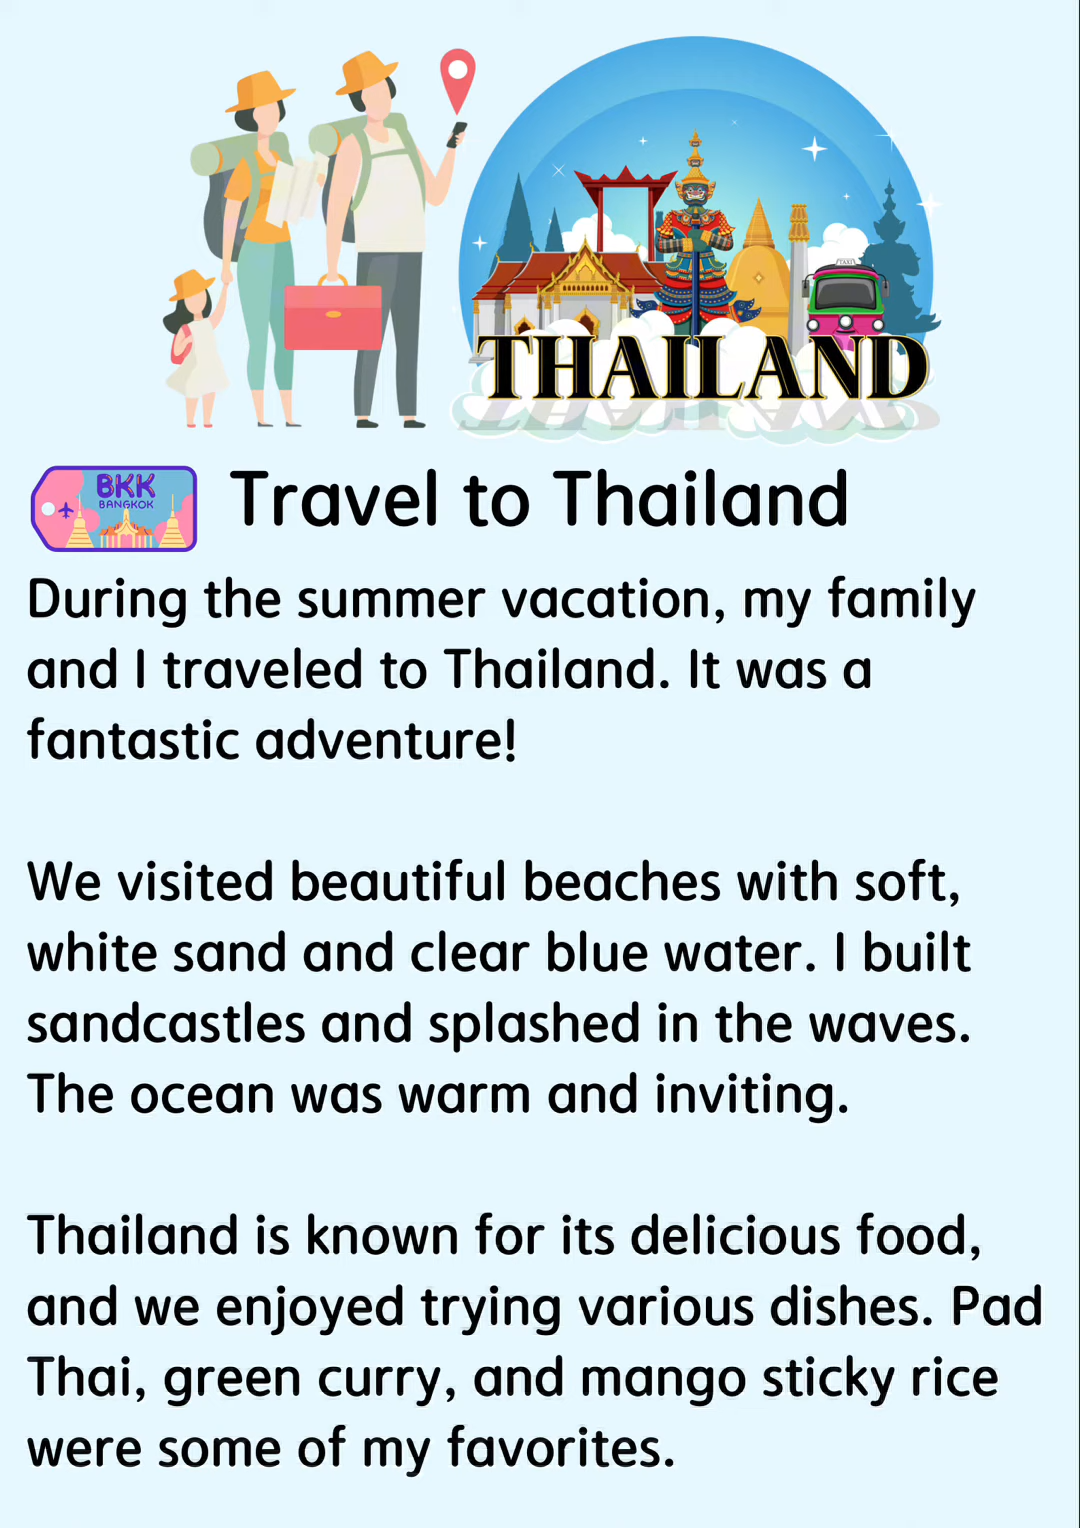 TAXI
THAILAND
BKK
BANGKOK
Travel to Thailand
During the summer vacation, my family
and I traveled to Thailand. It was a
fantastic adventure!
We visited beautiful beaches with soft,
white sand and clear blue water. I built
sandcastles and splashed in the waves.
The ocean was warm and inviting.
Thailand is known for its delicious food,
and we enjoyed trying various dishes. Pad
Thai, green curry, and mango sticky rice
were some of my favorites.